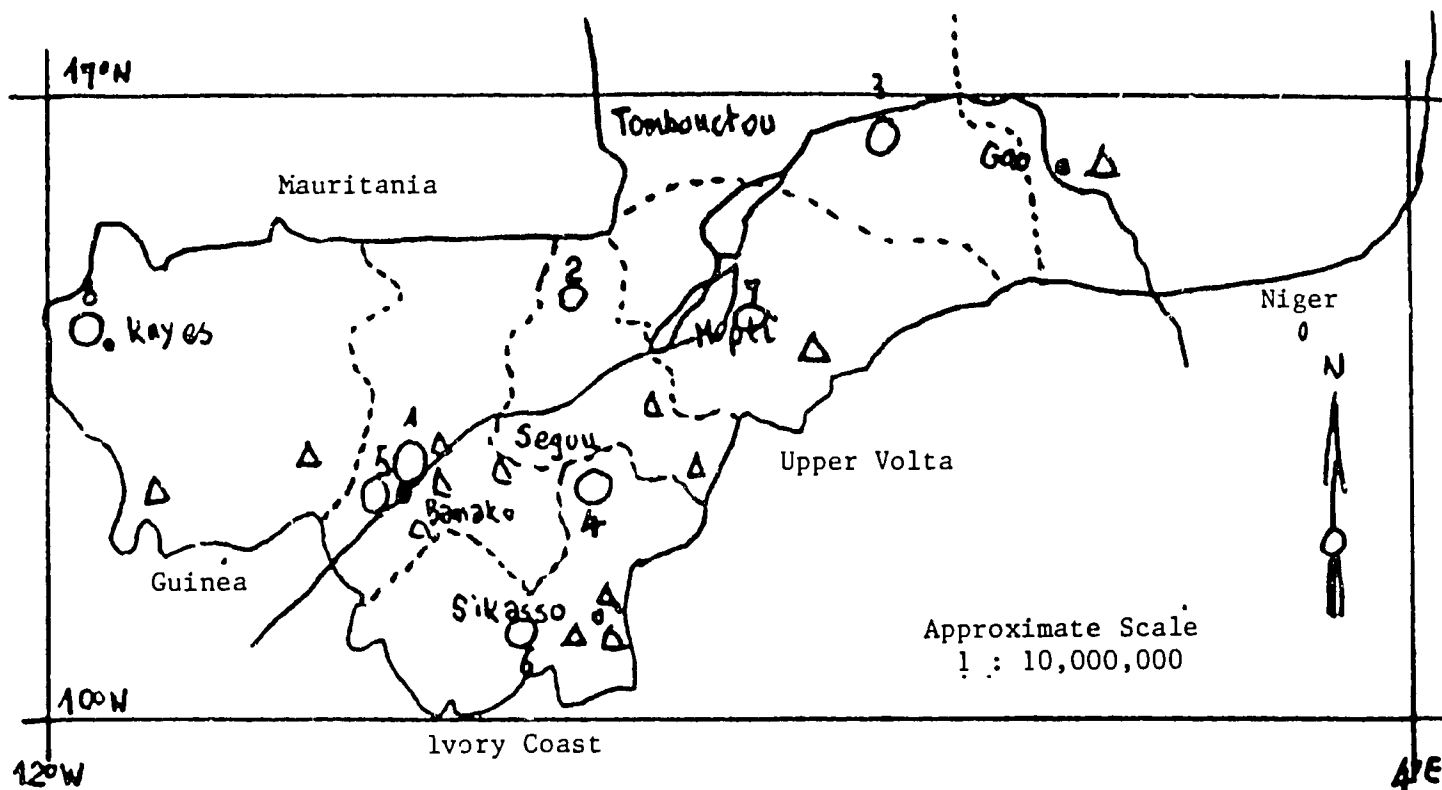 17°N
3
Tombouctou
Gao
Mauritania
2
8
Kayes
7
Mopti
Niger
N
1
5
Segou
Upper Volta
4
Bamako
Guinea
Sikasso
6
Approximate Scale
1 : 10,000,000
10°N
Ivory Coast
12°W
4°E